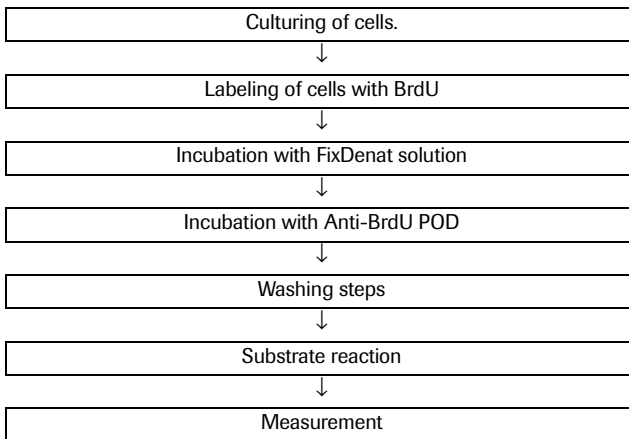 Culturing of cells.
↓
Labeling of cells with BrdU
↓
Incubation with FixDenat solution
↓
Incubation with Anti-BrdU POD
↓
Washing steps
↓
Substrate reaction
↓
Measurement